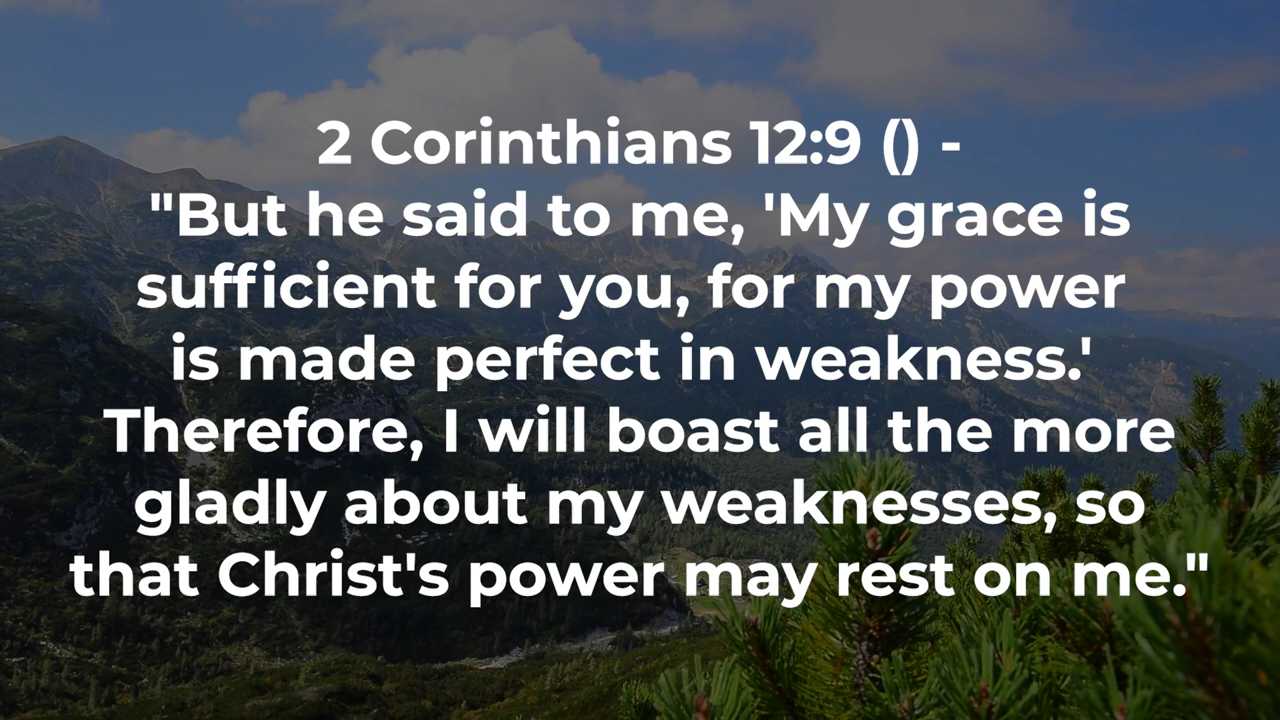 2 Corinthians 12:9 () -
"But he said to me, 'My grace is
sufficient for you, for my power
is made perfect in weakness.'
Therefore, I will boast all the more
gladly about my weaknesses, so
that Christ's power may rest on me."